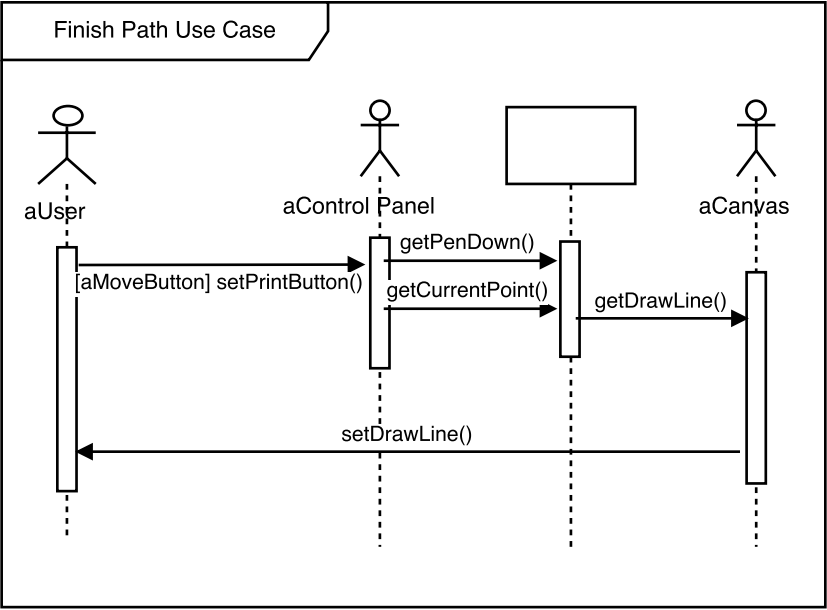 Finish Path Use Case
aUser
aControl Panel
aCanvas
getPenDown()
[aMoveButton] setPrintButton()
getCurrentPoint()
getDrawLine()
setDrawLine()